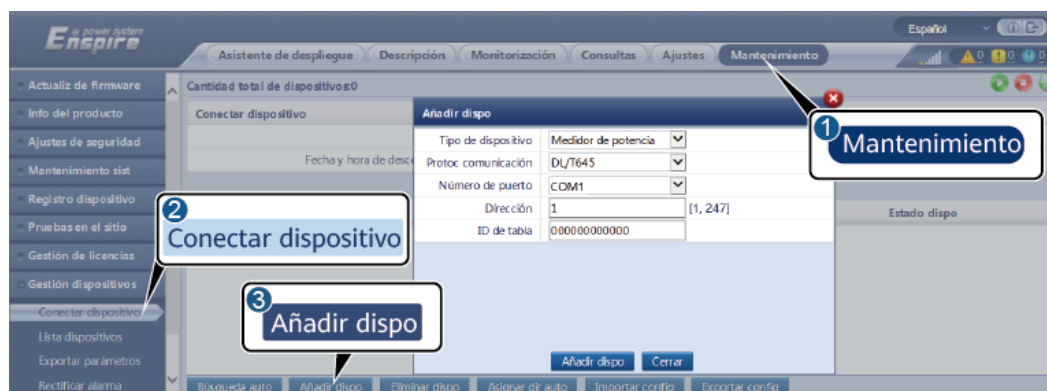 e power system
Enspire
Español
Asistente de despliegue
Descripción
Monitorización
Consultas
Ajustes
Mantenimiento
0
0
Actualiz de firmware
Info del producto
Ajustes de seguridad
Mantenimiento sist
Registro dispositivo
Pruebas en el sitio
Gestión de licencias
Gestión dispositivos
Conectar dispositivo
Lista dispositivos
Exportar parámetros
Rectificar alarma
Cantidad total de dispositivos:0
Conectar dispositivo
Fecha y hora de desc
Estado dispo
Añadir dispo
Tipo de dispositivo Medidor de potencia
Protoc comunicación DL/T645
Número de puerto COM1
Dirección 1 [1, 247]
ID de tabla 000000000000
Añadir dispo
Cerrar
Búsqueda auto
Añadir dispo
Eliminar dispo
Asignar dir auto
Importar config
Exportar config
1
Mantenimiento
2
Conectar dispositivo
3
Añadir dispo